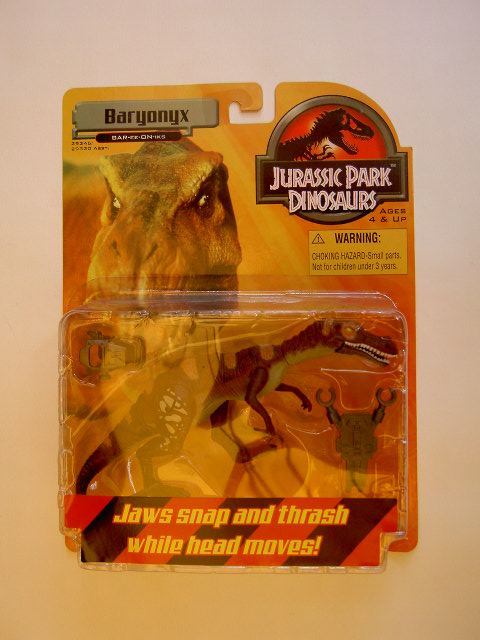 Baryonyx
BAR-ee-ON-iks
JURASSIC PARK
DINOSAURS
AGES
4 & UP
WARNING:
CHOKING HAZARD-Small parts.
Not for children under 3 years.
Jaws snap and thrash
while head moves!